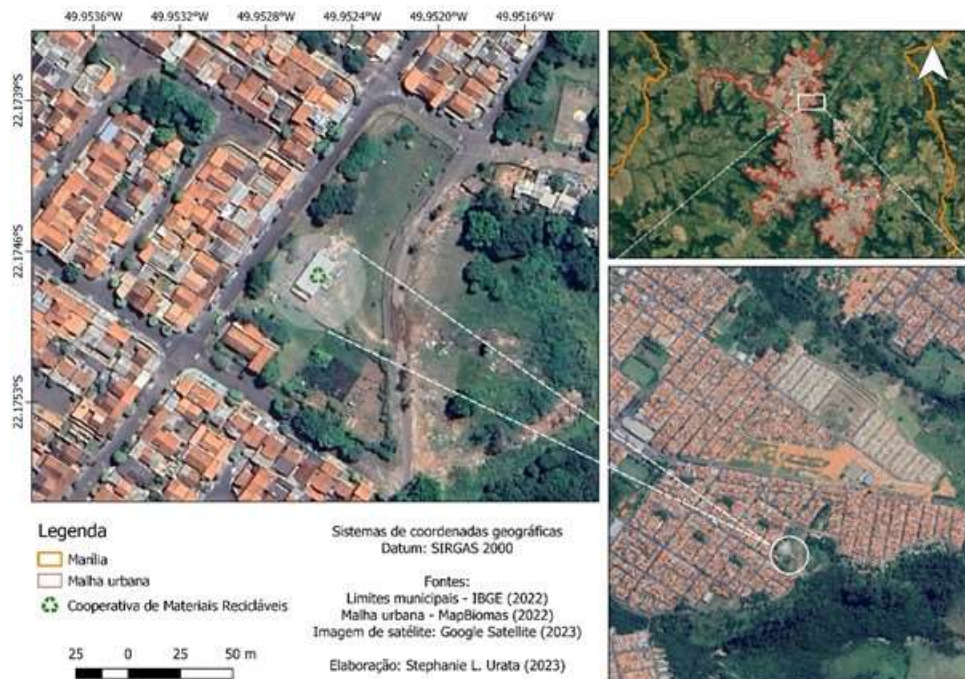 49.9536°W 49.9532°W 49.9528°W 49.9524°W 49.9520°W 49.9516°W
22.1739°S
22.1746°S
22.1753°S
Legenda
Marília
Malha urbana
Cooperativa de Materiais Recicláveis
25 0 25 50 m
Sistemas de coordenadas geográficas
Datum: SIRGAS 2000
Fontes:
Limites municipais - IBGE (2022)
Malha urbana - MapBiomas (2022)
Imagem de satélite: Google Satellite (2023)
Elaboração: Stephanie L. Urata (2023)